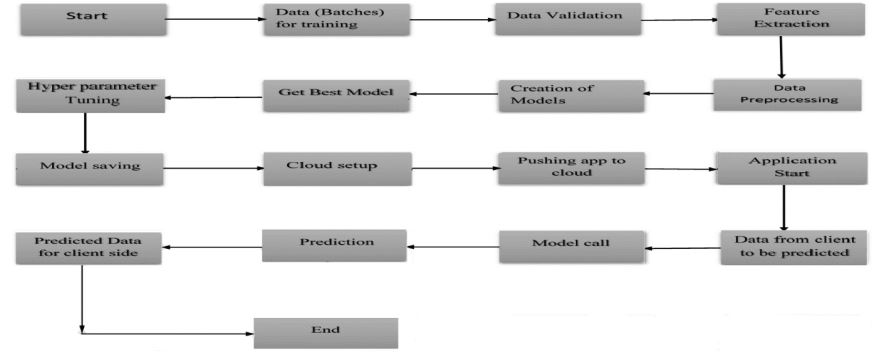 Start
Data (Batches)
for training
Data Validation
Feature
Extraction
Data
Preprocessing
Creation of
Models
Get Best Model
Hyper parameter
Tuning
Model saving
Cloud setup
Pushing app to
cloud
Application
Start
Data from client
to be predicted
Model call
Prediction
Predicted Data
for client side
End